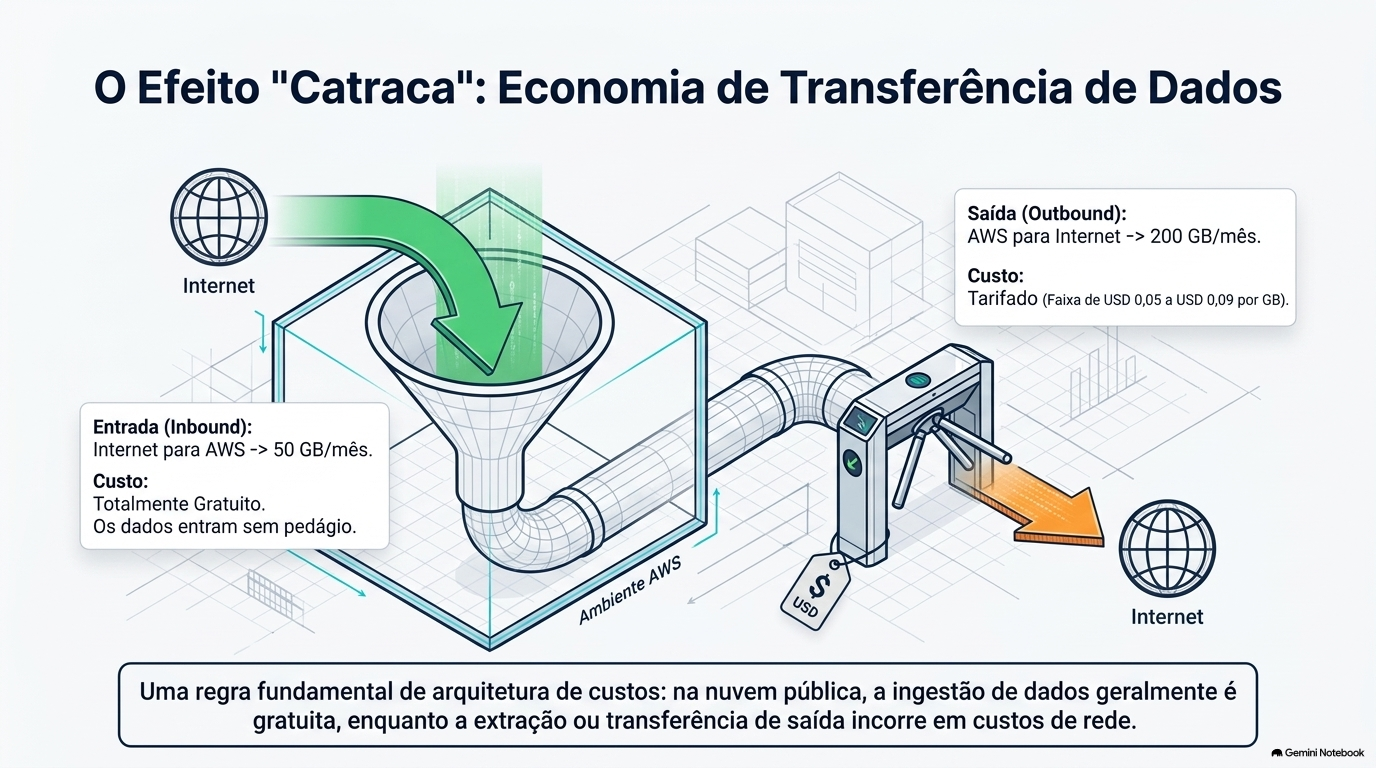 O Efeito "Catraca": Economia de Transferência de Dados
Internet
Saída (Outbound):
AWS para Internet -> 200 GB/mês.
Custo:
Tarifado (Faixa de USD 0,05 a USD 0,09 por GB).
Entrada (Inbound):
Internet para AWS -> 50 GB/mês.
Custo:
Totalmente Gratuito.
Os dados entram sem pedágio.
Ambiente AWS
$
USD
Internet
Uma regra fundamental de arquitetura de custos: na nuvem pública, a ingestão de dados geralmente é
gratuita, enquanto a extração ou transferência de saída incorre em custos de rede.
Gemini Notebook